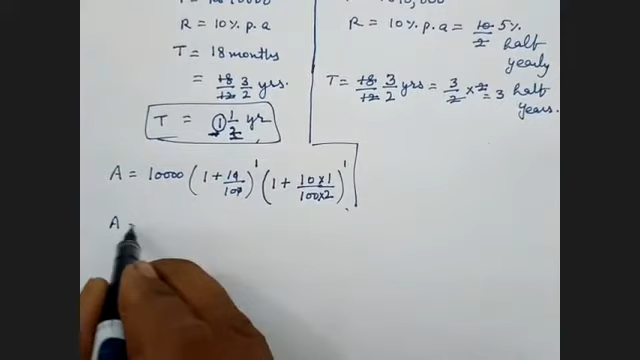 R = 10% p.a
T = 18 months
= 18/12 3/2 yrs.
T = 1 1/2 yr
R = 10% p.a = 10/2 5% half yearly
T = 18/12 3/2 yrs = 3/2 × 2 = 3 half years.
A = 10000 (1 + 10/100)^1 (1 + 10×1/100×2)^1
A =